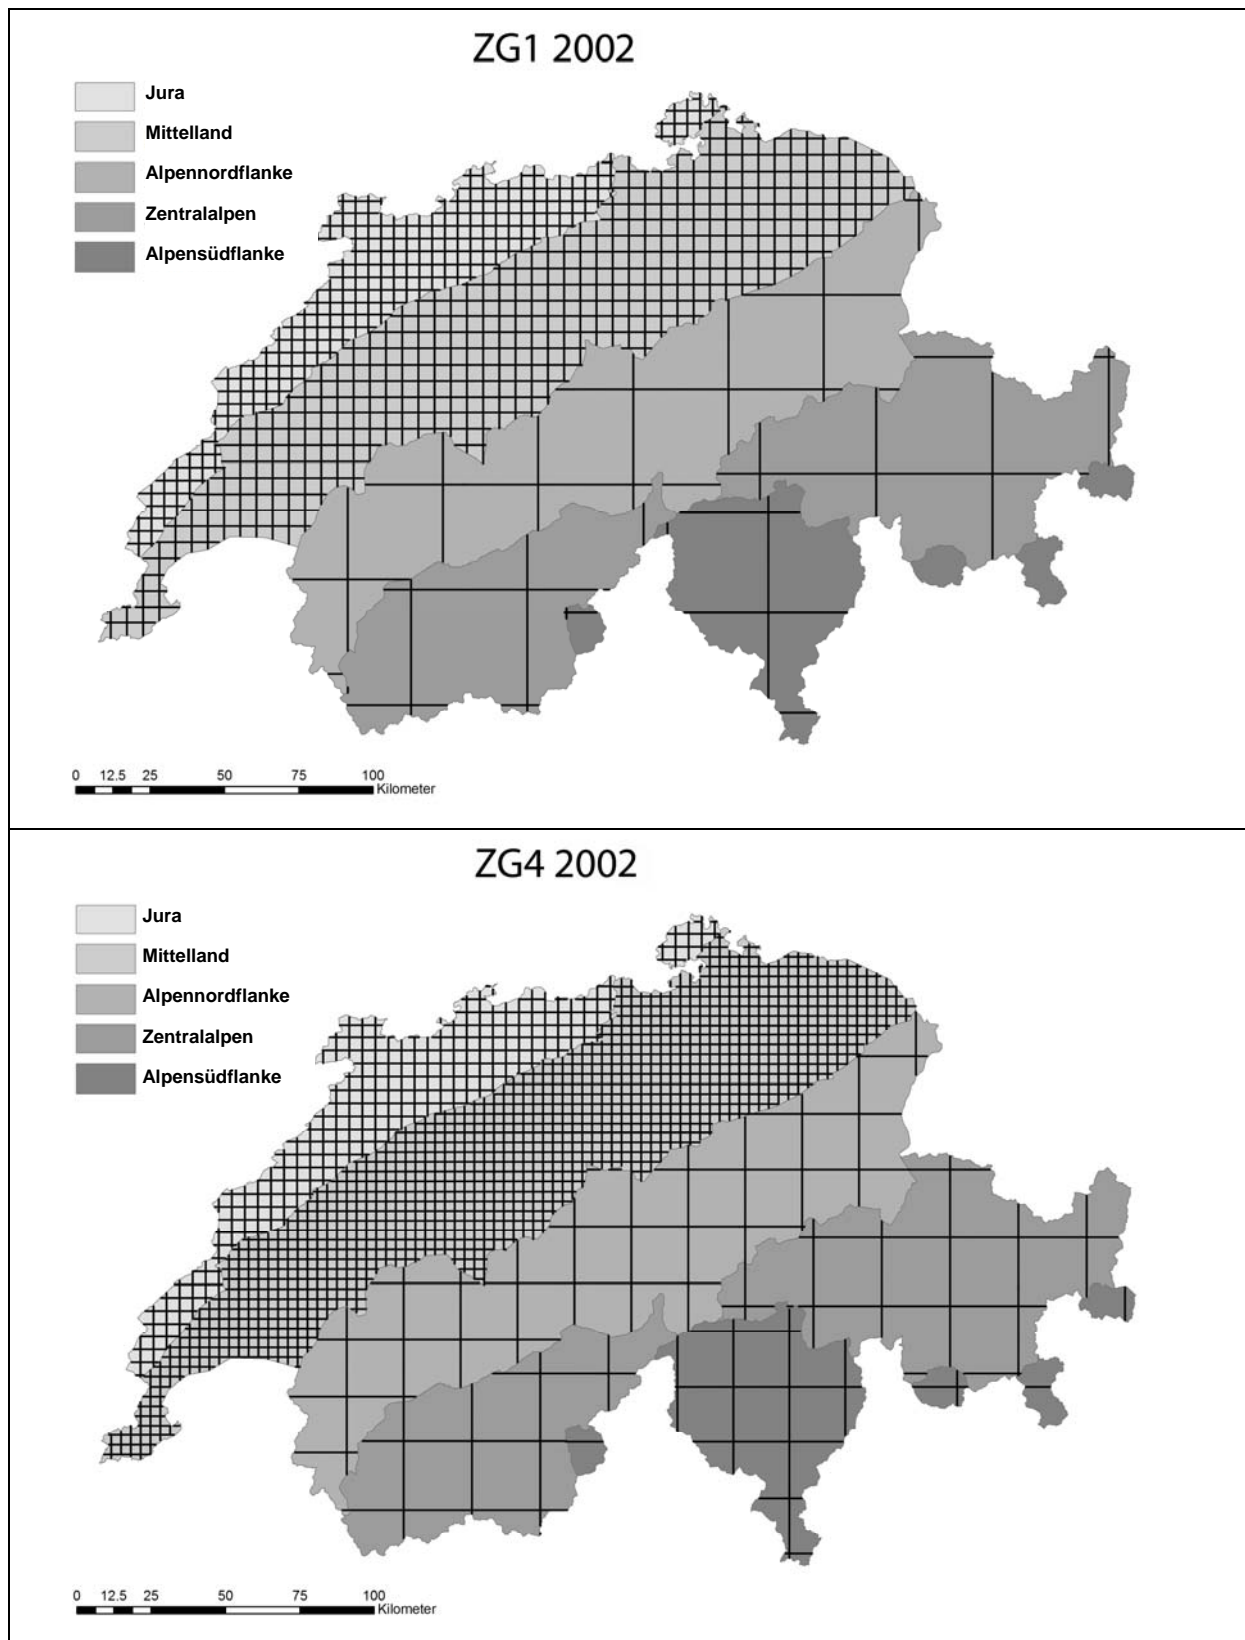 ZG1 2002
Jura
Mittelland
Alpennordflanke
Zentralalpen
Alpensüdflanke
0 12.5 25 50 75 100
Kilometer
ZG4 2002
Jura
Mittelland
Alpennordflanke
Zentralalpen
Alpensüdflanke
0 12.5 25 50 75 100
Kilometer